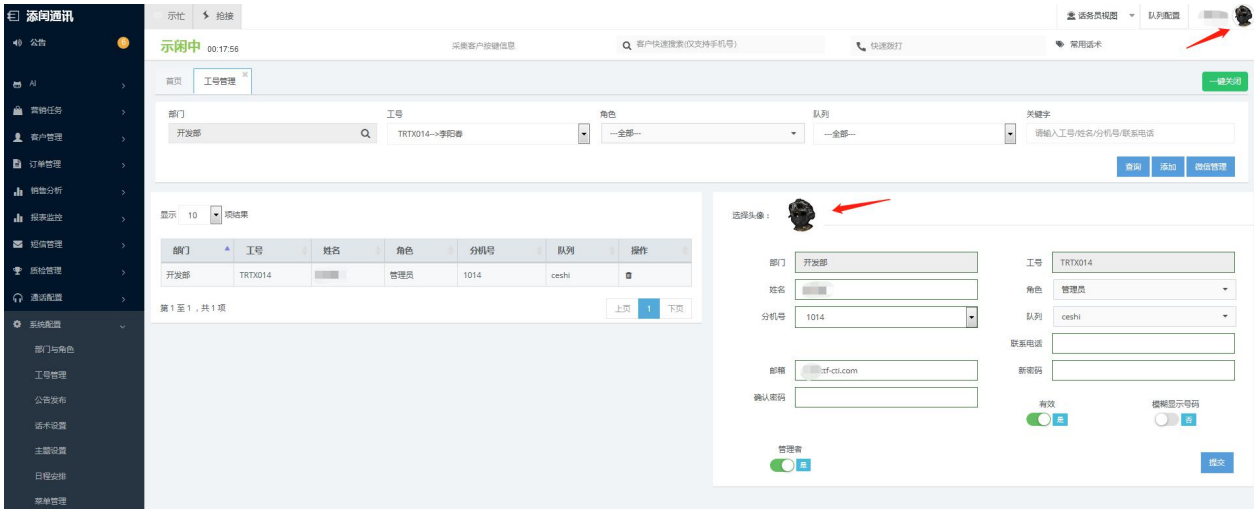 添闰通讯
示忙 抢接
话务员视图 队列配置
公告 0
示闲中 00:17:56
采集客户按键信息
客户快速搜索(仅支持手机号)
快速拨打
常用话术
AI
营销任务
客户管理
订单管理
销售分析
报表监控
短信管理
质检管理
通话配置
系统配置
部门与角色
工号管理
公告发布
话术设置
主题设置
日程安排
菜单管理
首页 工号管理 ×
一键关闭
部门 工号 角色 队列 关键字
开发部 TRTX014-->李阳春 ---全部--- ---全部--- 请输入工号/姓名/分机号/联系电话
查询 添加 微信管理
显示 10 项结果
部门 工号 姓名 角色 分机号 队列 操作
开发部 TRTX014 管理员 1014 ceshi
第 1 至 1 , 共 1 项
上页 1 下页
选择头像 :
部门 开发部 工号 TRTX014
姓名 角色 管理员
分机号 1014 队列 ceshi
联系电话
邮箱 tf-cti.com 新密码
确认密码
有效 模糊显示号码
是 否
管理者
是
提交